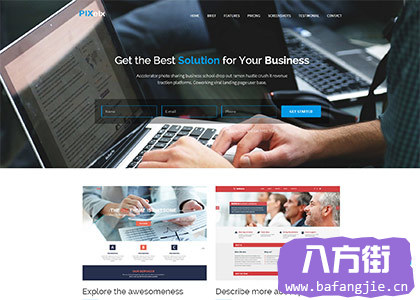 PIX
HOME BRIEF FEATURES PRICING SCREENSHOTS TESTIMONIAL CONTACT
Get the Best Solution for Your Business
Accelerator photo sharing business school drop out ramen hustle crush it revenue
traction platforms. Coworking viral landing page user base.
Name E-mail Phone GET STARTED
Explore the awesomeness
Describe more a
八方街
www.bafangjie.cn